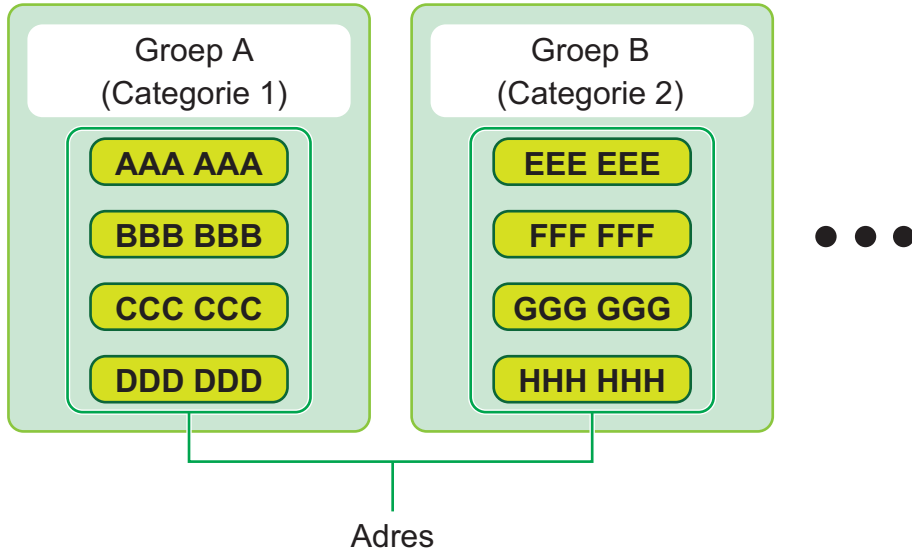 Groep A
(Categorie 1)
AAA AAA
BBB BBB
CCC CCC
DDD DDD
Groep B
(Categorie 2)
EEE EEE
FFF FFF
GGG GGG
HHH HHH
Adres